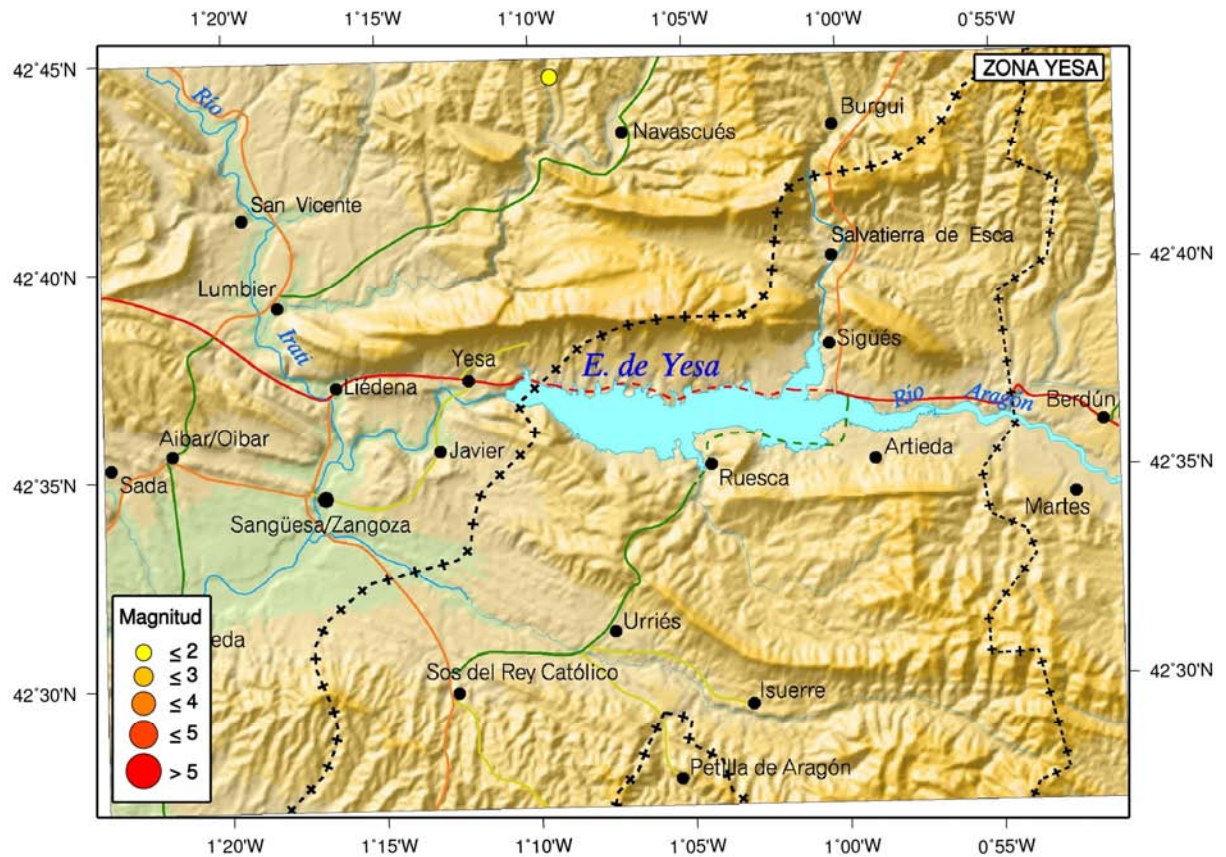 1°20'W 1°15'W 1°10'W 1°05'W 1°00'W 0°55'W
42°45'N
ZONA YESA
Río
Burgui
Navascués
San Vicente
Salvatierra de Esca
42°40'N
42°40'N
Lumbier
Irati
Sigüés
Yesa
E. de Yesa
Liédena
Río Aragón
Berdún
Aibar/Oibar
Javier
Artieda
42°35'N
42°35'N
Sada
Ruesca
Martes
Sangüesa/Zangoza
Magnitud
≤ 2
≤ 3
≤ 4
≤ 5
> 5
eda
Urriés
42°30'N
42°30'N
Sos del Rey Católico
Isuerre
Petilla de Aragón
1°20'W 1°15'W 1°10'W 1°05'W 1°00'W 0°55'W